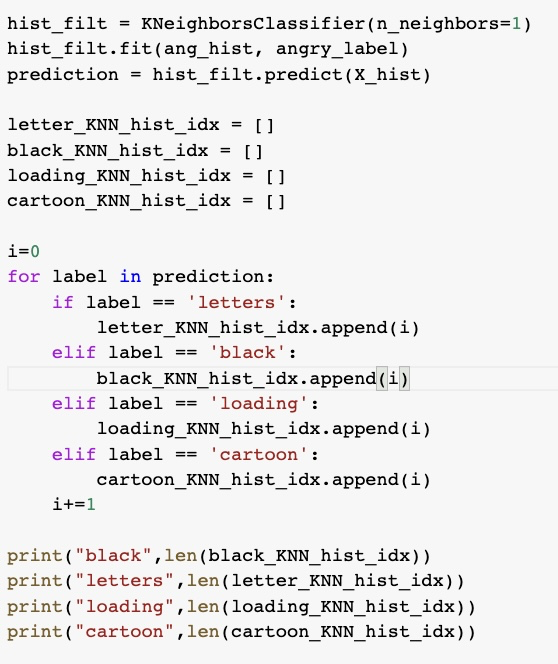 hist_filt = KNeighborsClassifier(n_neighbors=1)
hist_filt.fit(ang_hist, angry_label)
prediction = hist_filt.predict(X_hist)

letter_KNN_hist_idx = []
black_KNN_hist_idx = []
loading_KNN_hist_idx = []
cartoon_KNN_hist_idx = []

i=0
for label in prediction:
    if label == 'letters':
        letter_KNN_hist_idx.append(i)
    elif label == 'black':
        black_KNN_hist_idx.append(i)
    elif label == 'loading':
        loading_KNN_hist_idx.append(i)
    elif label == 'cartoon':
        cartoon_KNN_hist_idx.append(i)
    i+=1

print("black",len(black_KNN_hist_idx))
print("letters",len(letter_KNN_hist_idx))
print("loading",len(loading_KNN_hist_idx))
print("cartoon",len(cartoon_KNN_hist_idx))